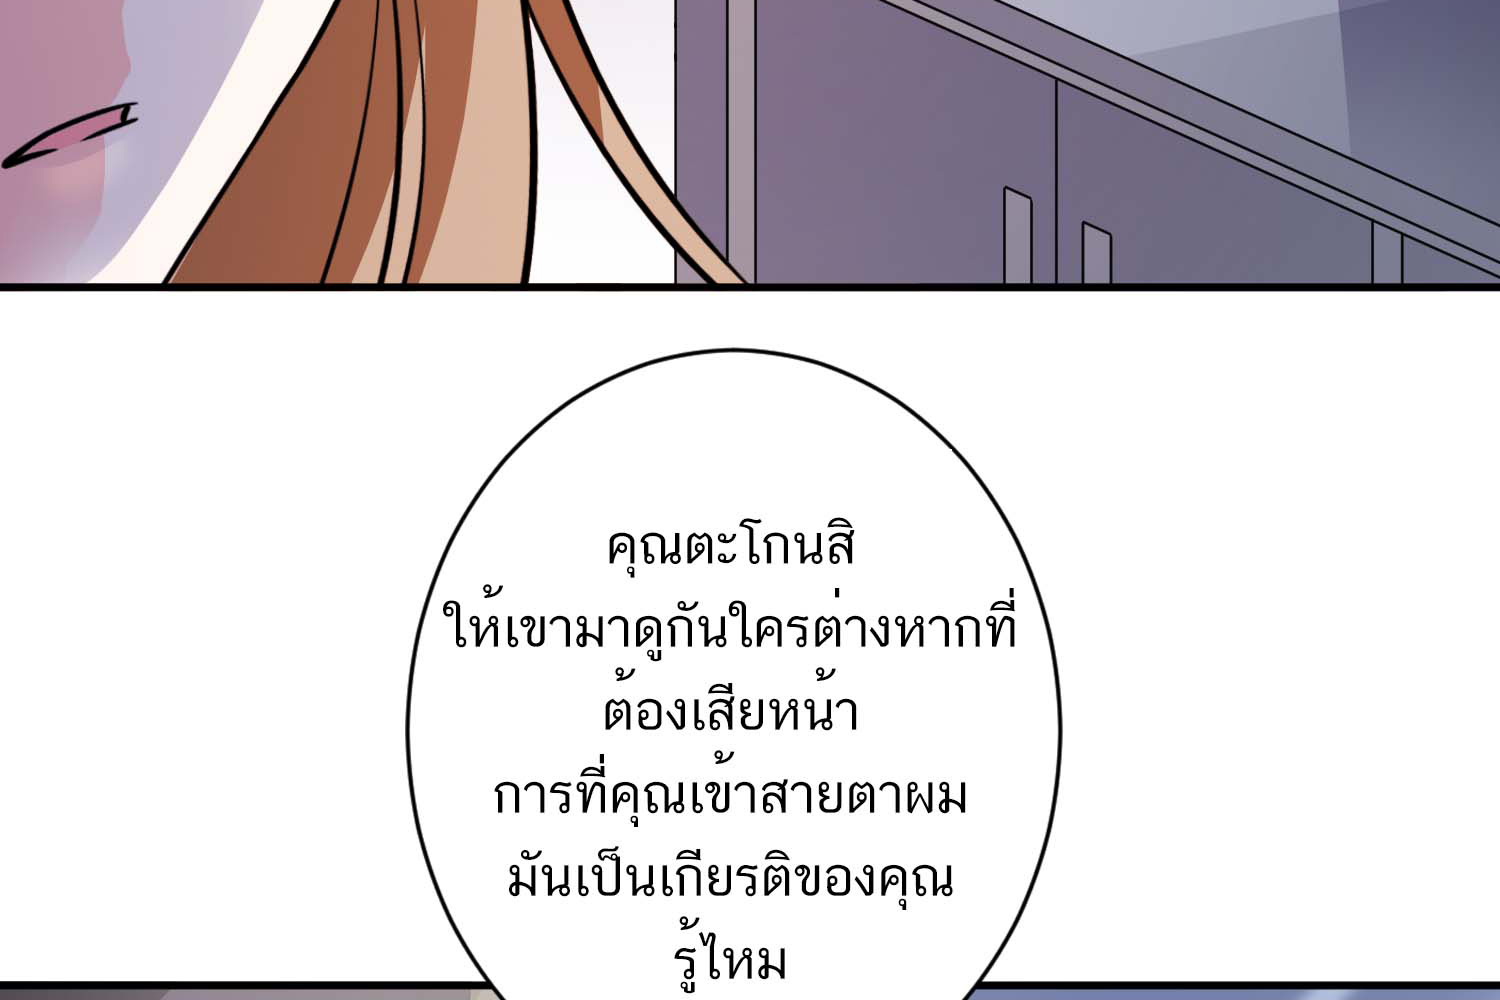 คุณตะโกนสิ
ให้เขามาดูกันใครต่างหากที่
ต้องเสียหน้า
การที่คุณเข้าสายตาผม
มันเป็นเกียรติของคุณ
รู้ไหม